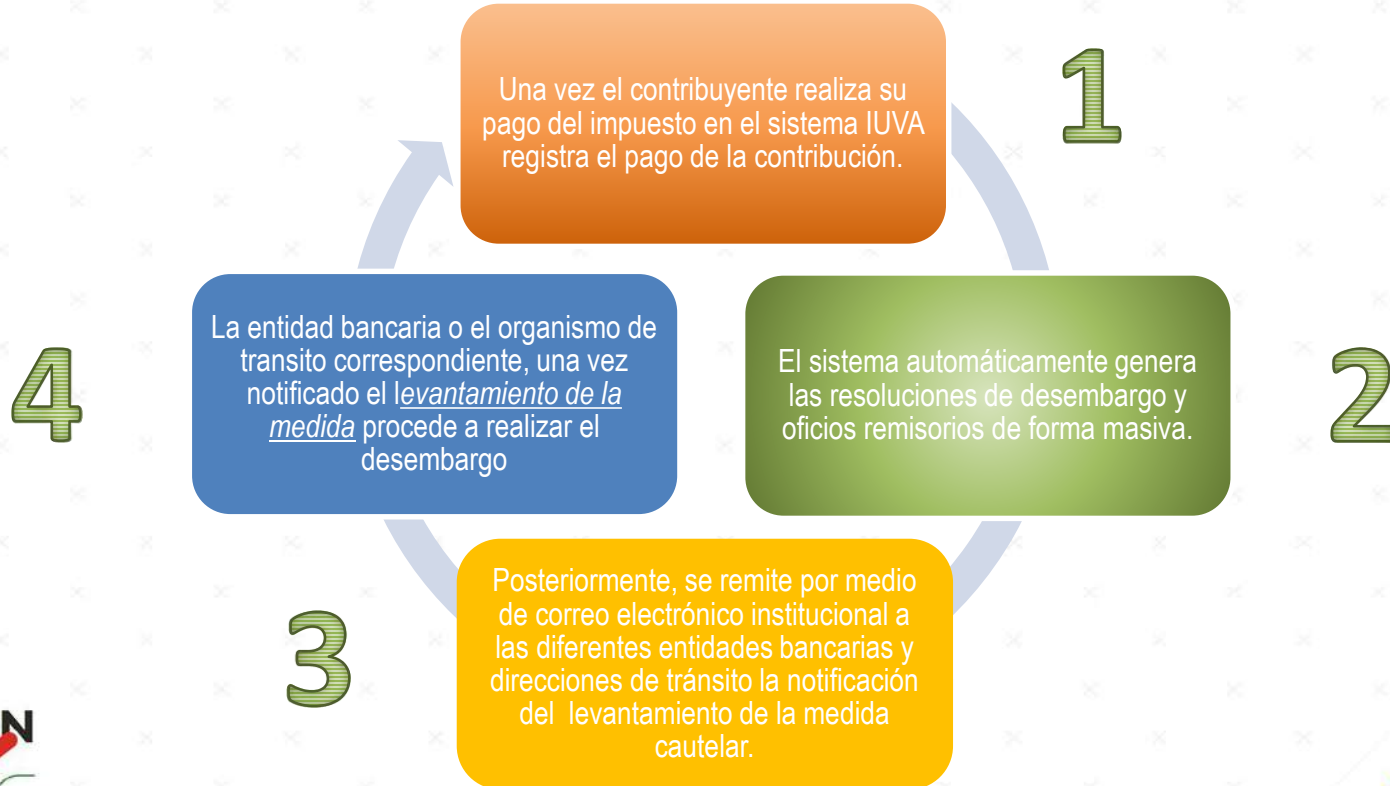 Una vez el contribuyente realiza su
pago del impuesto en el sistema IUVA
registra el pago de la contribución.
1
El sistema automáticamente genera
las resoluciones de desembargo y
oficios remisorios de forma masiva.
2
Posteriormente, se remite por medio
de correo electrónico institucional a
las diferentes entidades bancarias y
direcciones de tránsito la notificación
del levantamiento de la medida
cautelar.
3
La entidad bancaria o el organismo de
transito correspondiente, una vez
notificado el levantamiento de la
medida procede a realizar el
desembargo
4
N